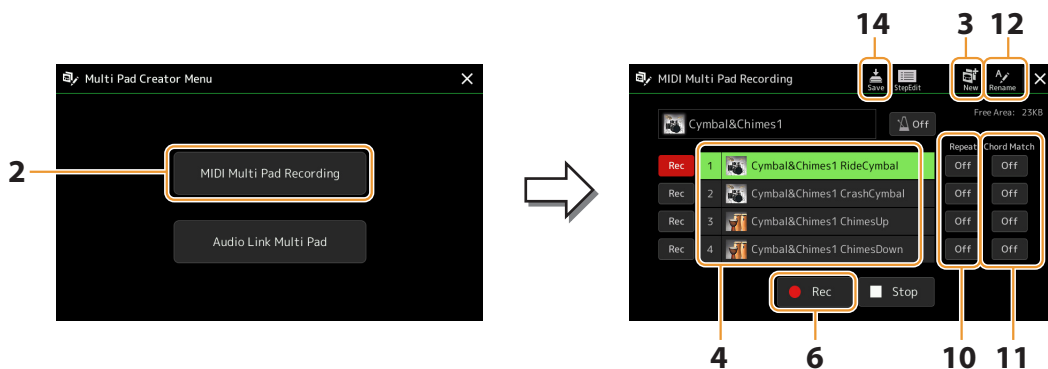 14 3 12
Multi Pad Creator Menu
MIDI Multi Pad Recording
Save StepEdit New Rename
Free Area: 23KB
Cymbal&Chimes1 Off
Repeat Chord Match
2 MIDI Multi Pad Recording
Audio Link Multi Pad
Rec 1 Cymbal&Chimes1 RideCymbal Off Off
Rec 2 Cymbal&Chimes1 CrashCymbal Off Off
Rec 3 Cymbal&Chimes1 ChimesUp Off Off
Rec 4 Cymbal&Chimes1 ChimesDown Off Off
Rec Stop
4 6 10 11